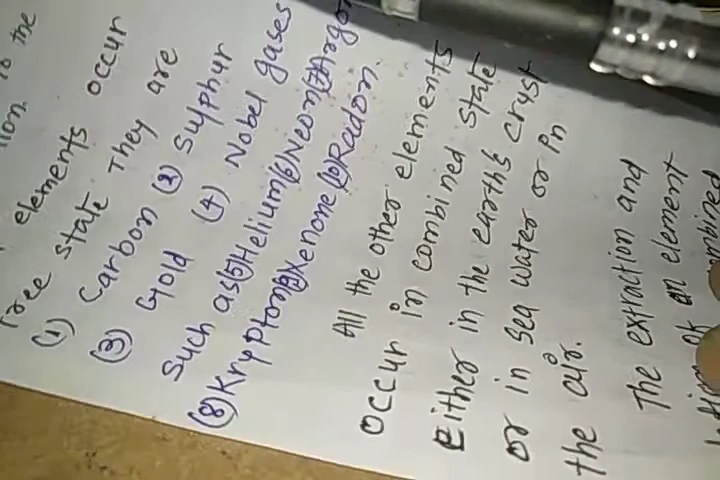 to the
elements occur
free state. They are
(1) Carbon (2) Sulphur
(3) Gold (4) Nobel gases
Such as(5)Helium(6)Neon(7)Argon
(8)Krypton(9)Xenone(10)Radon.
All the other elements
occur in combined state
Either in the earth's crust
or in sea water or in
the air.
The extraction and
of an element